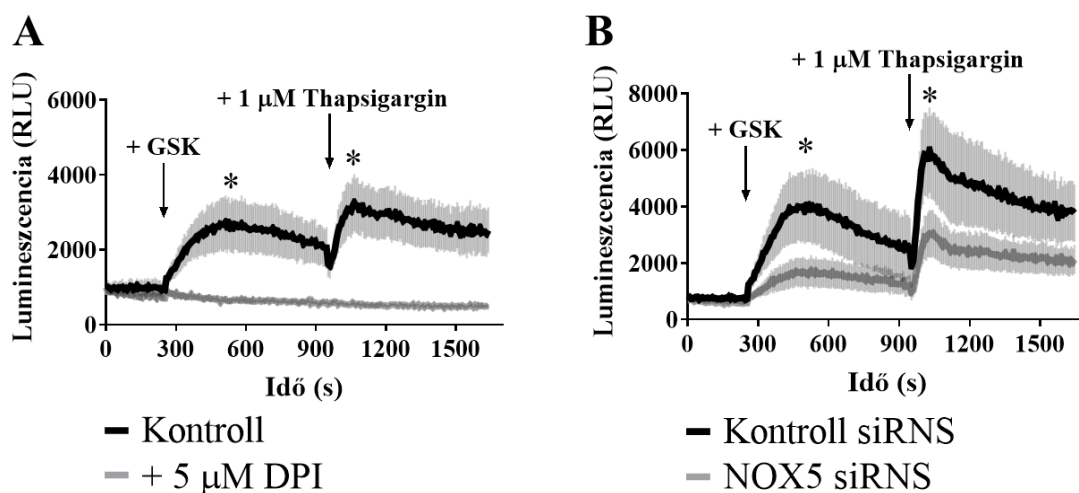 A
+ 1 μM Thapsigargin
+ GSK
*
*
Lumineszcencia (RLU)
6000
4000
2000
0
0 300 600 900 1200 1500
Idő (s)
Kontroll
+ 5 μM DPI
B
+ 1 μM Thapsigargin
+ GSK
*
*
Lumineszcencia (RLU)
8000
6000
4000
2000
0
0 300 600 900 1200 1500
Idő (s)
Kontroll siRNS
NOX5 siRNS